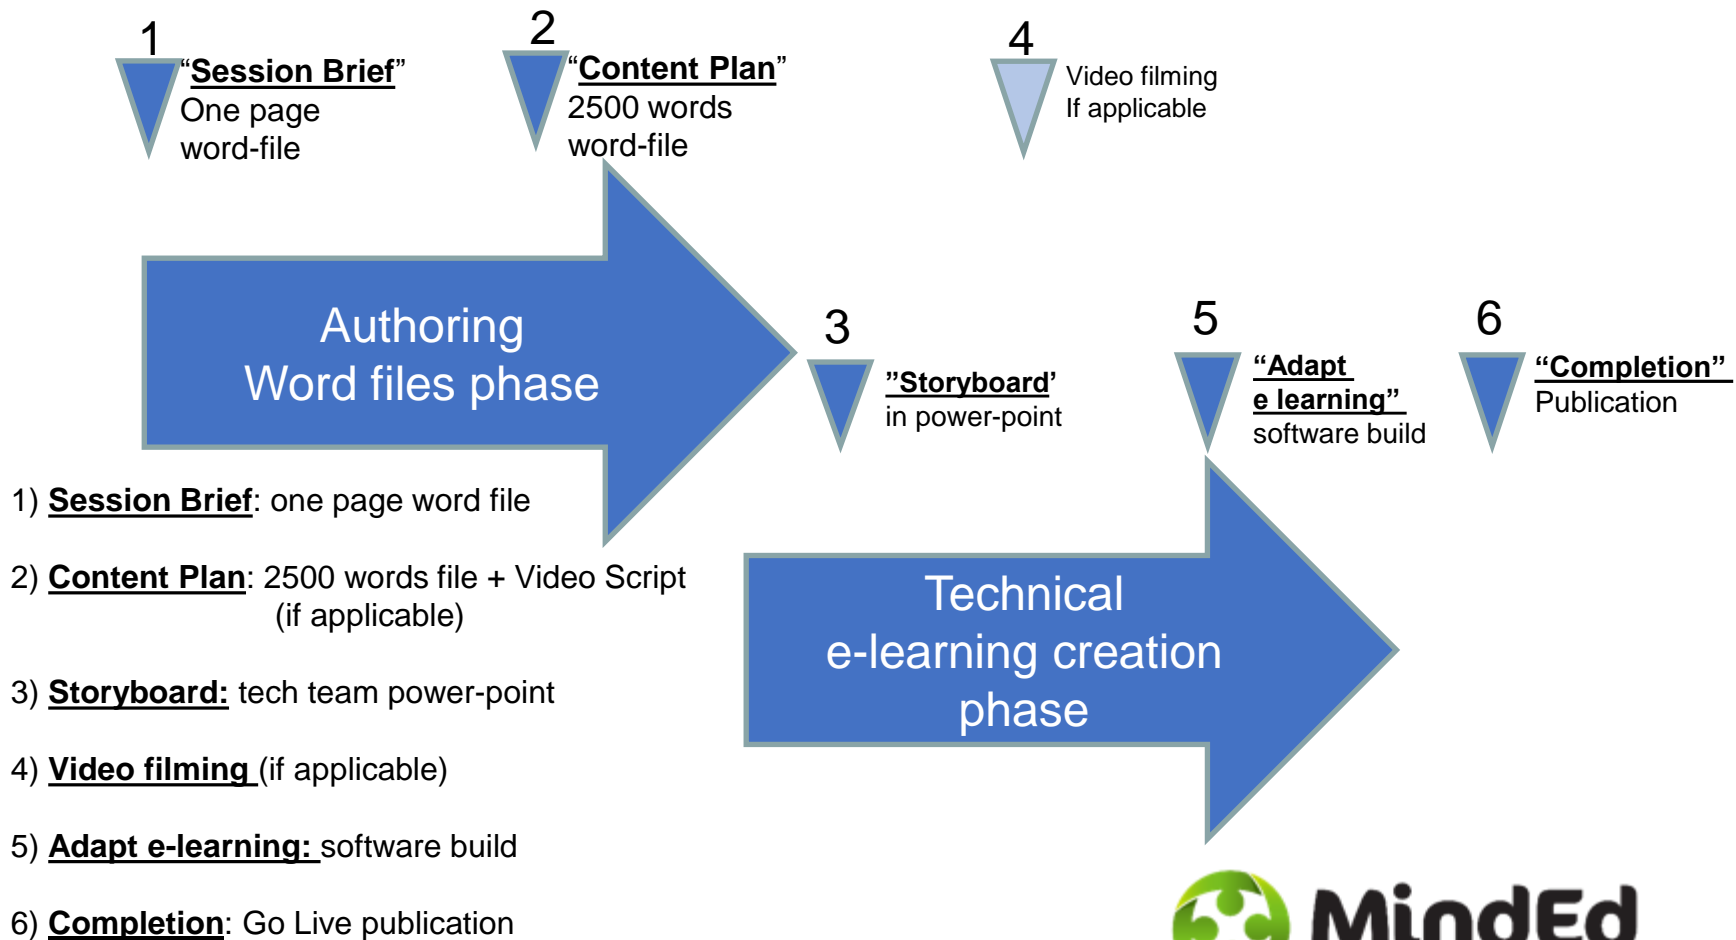 1
“Session Brief”
One page
word-file
2
“Content Plan”
2500 words
word-file
4
Video filming
If applicable
Authoring
Word files phase
3
”Storyboard’
in power-point
5
“Adapt
e learning”
software build
6
“Completion”
Publication
1) Session Brief: one page word file
2) Content Plan: 2500 words file + Video Script
(if applicable)
3) Storyboard: tech team power-point
4) Video filming (if applicable)
5) Adapt e-learning: software build
6) Completion: Go Live publication
Technical
e-learning creation
phase
MindEd